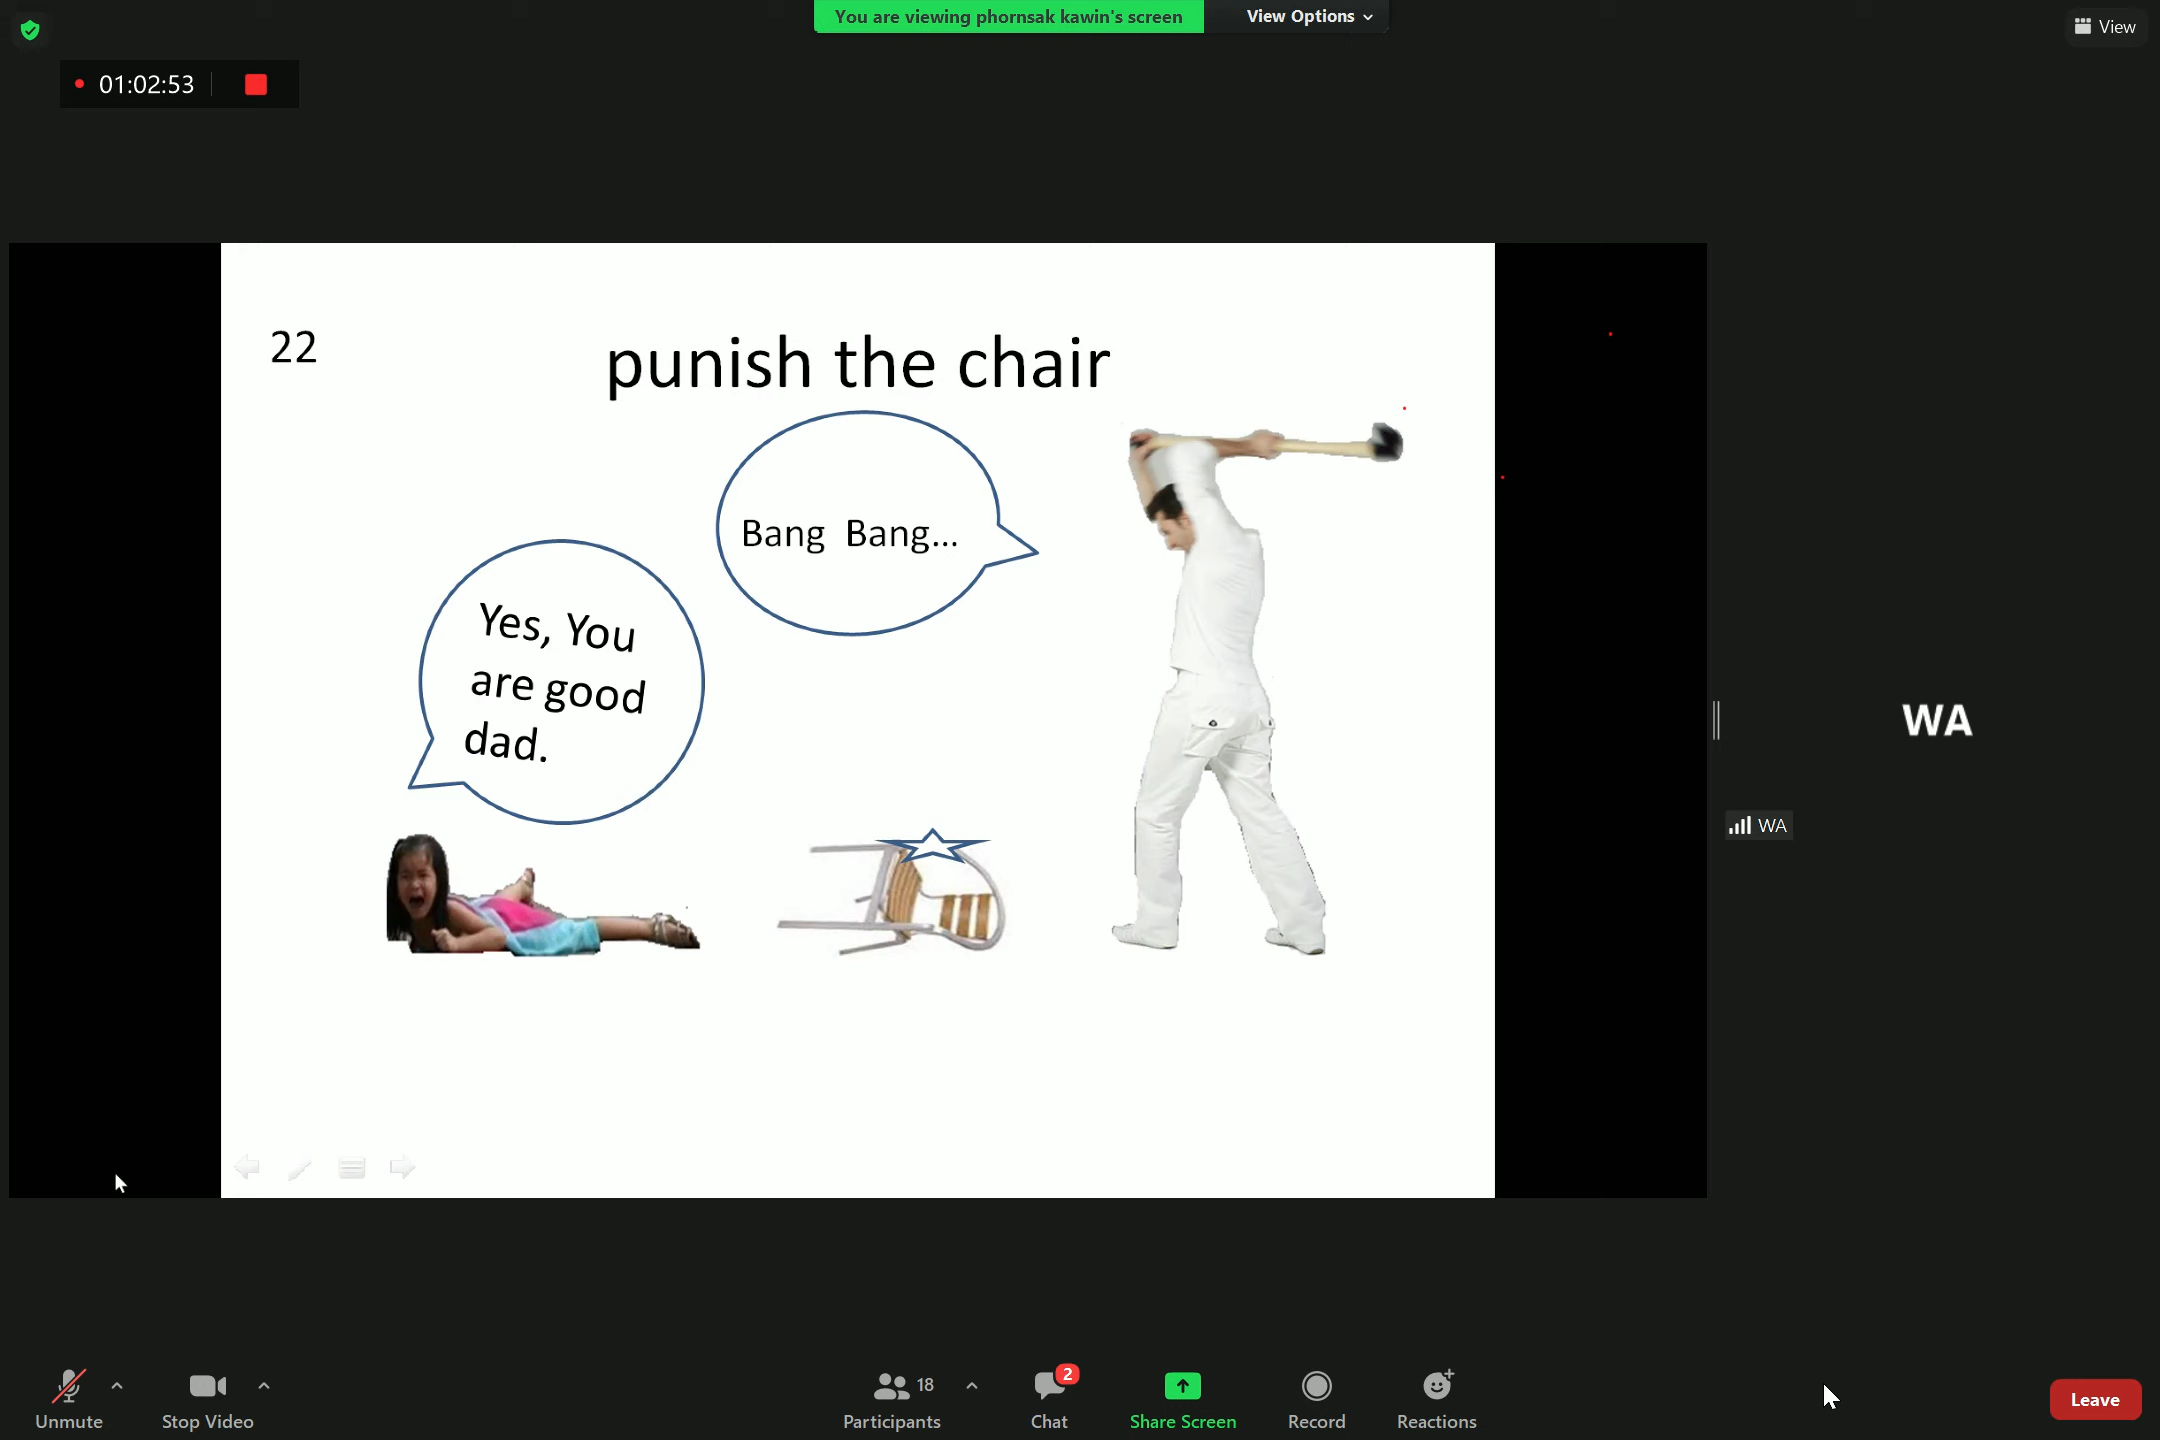 You are viewing phornsak kawin's screen
View Options
View
01:02:53
22
punish the chair
Bang  Bang...
Yes, You
are good
dad.
WA
WA
Unmute
Stop Video
18
Participants
2
Chat
Share Screen
Record
Reactions
Leave